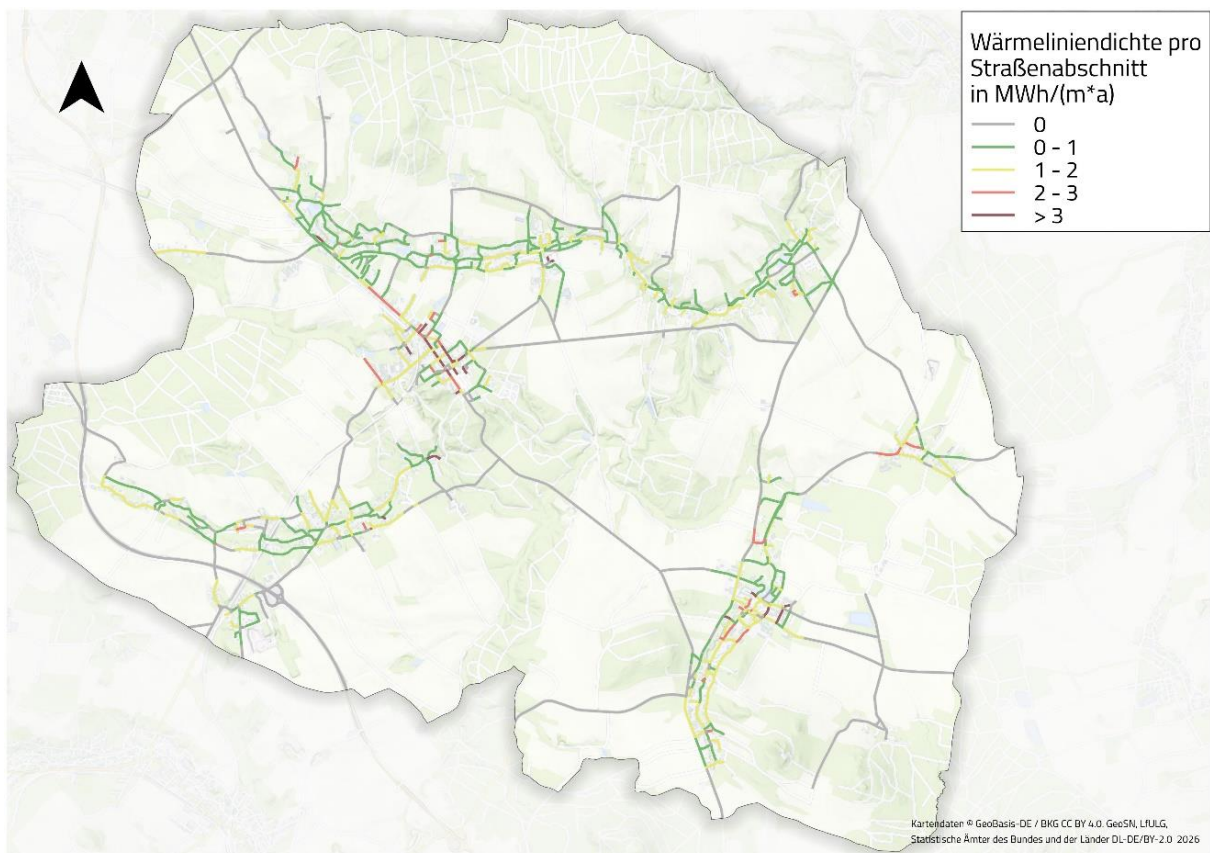 Wärmeliniendichte pro
Straßenabschnitt
in MWh/(m*a)
0
0 - 1
1 - 2
2 - 3
> 3
Kartendaten © GeoBasis-DE / BKG CC BY 4.0. GeoSN, LfULG,
Statistische Ämter des Bundes und der Länder DL-DE/BY-2.0 2026